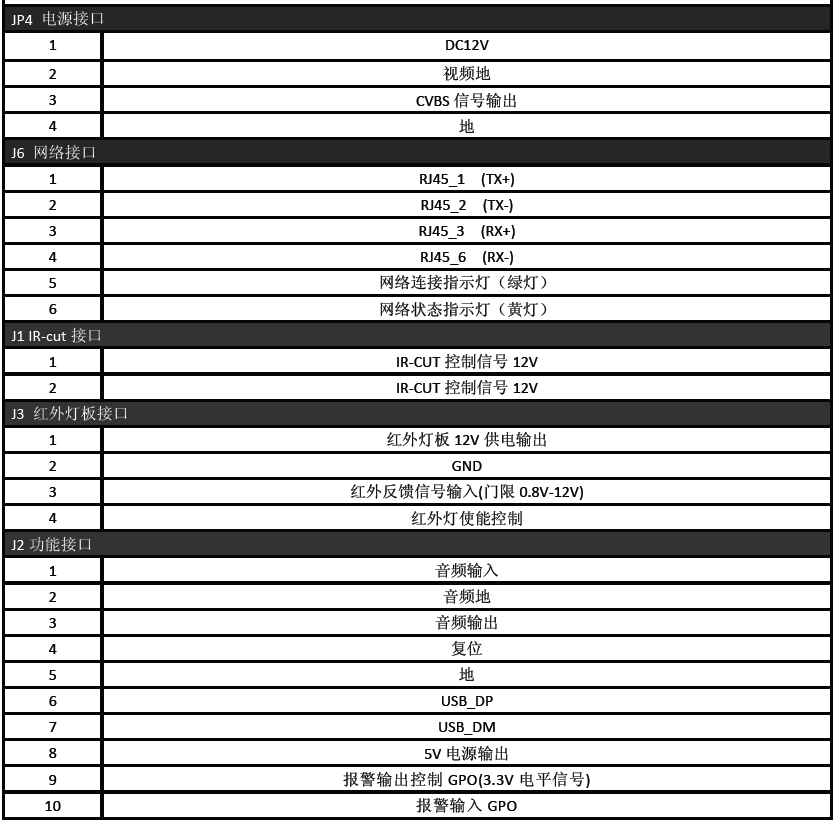 JP4 电源接口
1 DC12V
2 视频地
3 CVBS 信号输出
4 地
J6 网络接口
1 RJ45_1 (TX+)
2 RJ45_2 (TX-)
3 RJ45_3 (RX+)
4 RJ45_6 (RX-)
5 网络连接指示灯（绿灯）
6 网络状态指示灯（黄灯）
J1 IR-cut 接口
1 IR-CUT 控制信号 12V
2 IR-CUT 控制信号 12V
J3 红外灯板接口
1 红外灯板 12V 供电输出
2 GND
3 红外反馈信号输入(门限 0.8V-12V)
4 红外灯使能控制
J2 功能接口
1 音频输入
2 音频地
3 音频输出
4 复位
5 地
6 USB_DP
7 USB_DM
8 5V 电源输出
9 报警输出控制 GPO(3.3V 电平信号)
10 报警输入 GPO